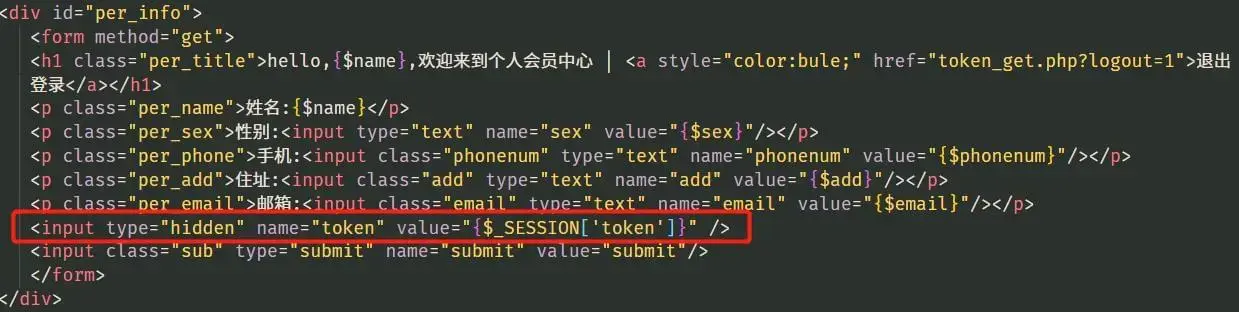 <div id="per_info">
<form method="get">
<h1 class="per_title">hello,{$name},欢迎来到个人会员中心 | <a style="color:bule;" href="token_get.php?logout=1">退出
登录</a></h1>
<p class="per_name">姓名:{$name}</p>
<p class="per_sex">性别:<input type="text" name="sex" value="{$sex}"/></p>
<p class="per_phone">手机:<input class="phonenum" type="text" name="phonenum" value="{$phonenum}"/></p>
<p class="per_add">住址:<input class="add" type="text" name="add" value="{$add}"/></p>
<p class="per_email">邮箱:<input class="email" type="text" name="email" value="{$email}"/></p>
<input type="hidden" name="token" value="{$_SESSION['token']}" />
<input class="sub" type="submit" name="submit" value="submit"/>
</form>
</div>